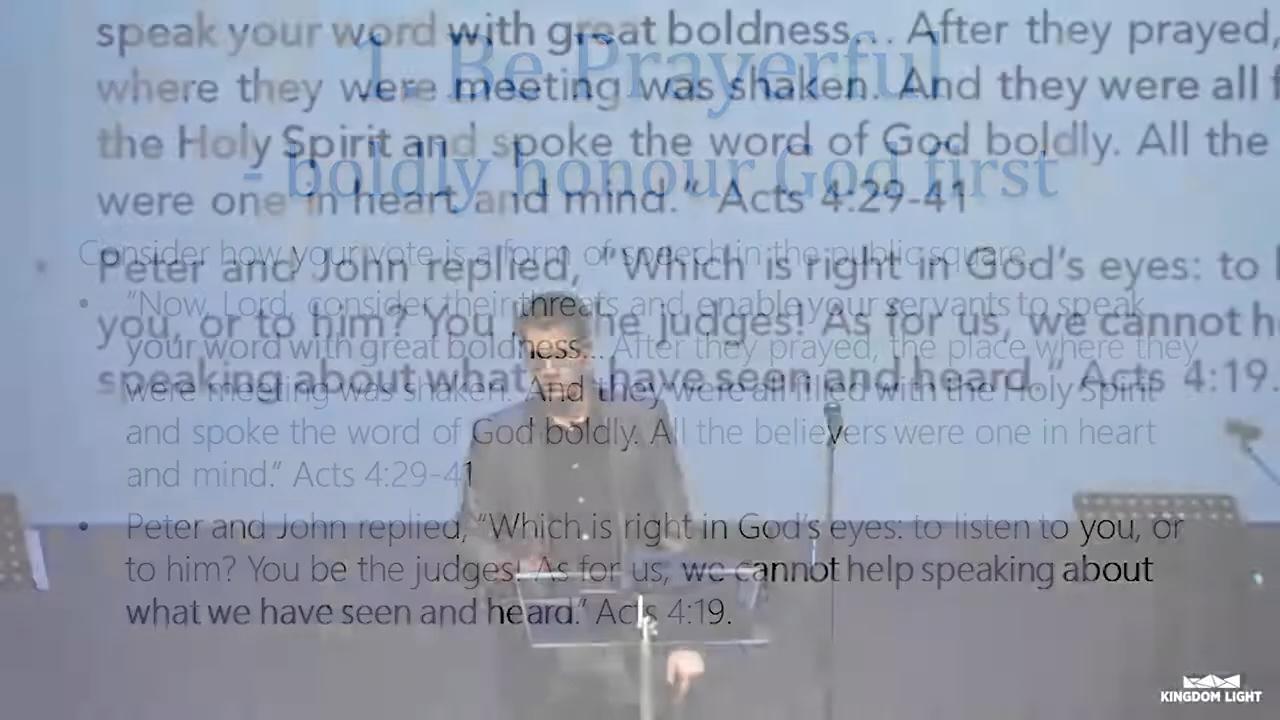 speak your word with great boldness... After they prayed,
where they were meeting was shaken. And they were all f
the Holy Spirit and spoke the word of God boldly. All the
were one in heart and mind.” Acts 4:29-41
Peter and John replied, “Which is right in God’s eyes: to l
you, or to him? You the judges! As for us, we cannot h
speaking about what have seen and heard.” Acts 4:19.
1. Be Prayerful
- boldly honour God first
Consider how your vote is a form of speech in the public square.
• “Now, Lord, consider their threats and enable your servants to speak
your word with great boldness... After they prayed, the place where they
were meeting was shaken. And they were all filled with the Holy Spirit
and spoke the word of God boldly. All the believers were one in heart
and mind.” Acts 4:29-41
• Peter and John replied, “Which is right in God’s eyes: to listen to you, or
to him? You be the judges! As for us, we cannot help speaking about
what we have seen and heard.” Acts 4:19.
KINGDOM LIGHT